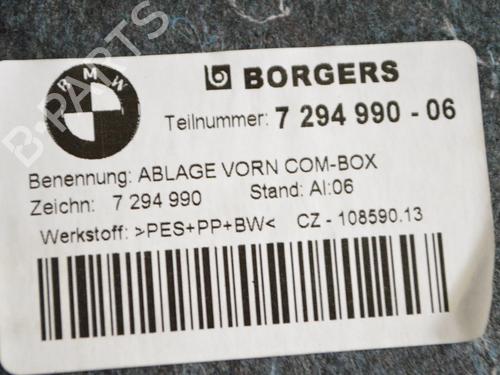 BMW
BORGERS
Teilnummer: 7 294 990 - 06
Benennung: ABLAGE VORN COM-BOX
Zeichn: 7 294 990 Stand: AI:06
Werkstoff: >PES+PP+BW< CZ - 108590.13
B-PARTS